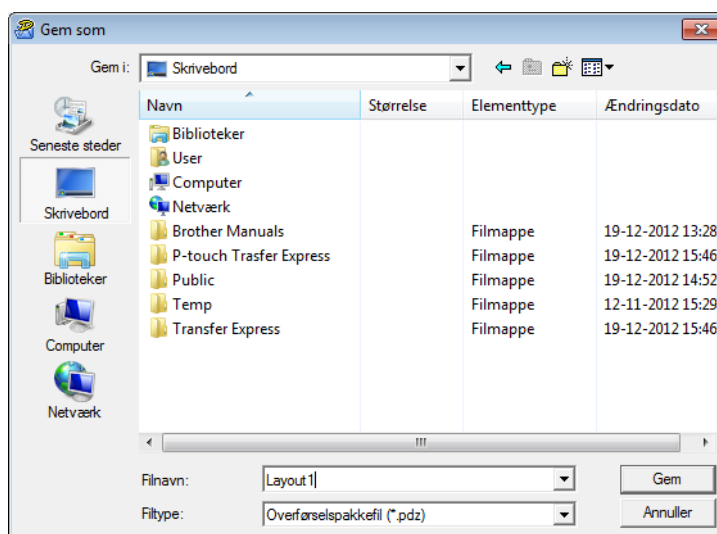 Gem som
Gem i: Skrivebord
Navn Størrelse Elementtype Ændringsdato
Seneste steder
Skrivebord
Biblioteker
Computer
Netværk
Biblioteker
User
Computer
Netværk
Brother Manuals Filmappe 19-12-2012 13:28
P-touch Trasfer Express Filmappe 19-12-2012 15:46
Public Filmappe 19-12-2012 14:52
Temp Filmappe 12-11-2012 15:29
Transfer Express Filmappe 19-12-2012 15:46
Filnavn: Layout1 Gem
Filtype: Overførselspakkefil (*.pdz) Annuller